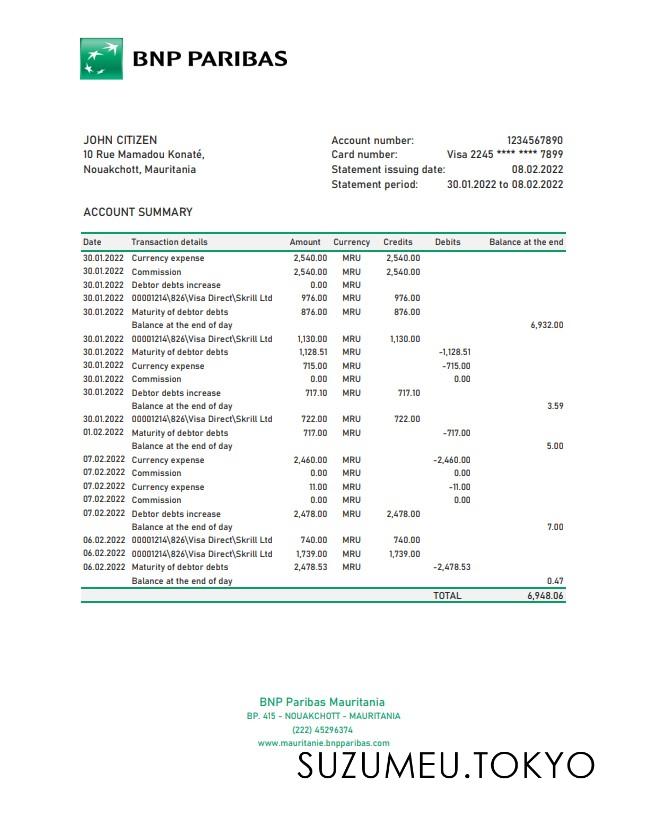 BNP PARIBAS
JOHN CITIZEN
10 Rue Mamadou Konaté,
Nouakchott, Mauritania
Account number: 1234567890
Card number: Visa 2245 **** **** 7899
Statement issuing date: 08.02.2022
Statement period: 30.01.2022 to 08.02.2022
ACCOUNT SUMMARY
Date Transaction details Amount Currency Credits Debits Balance at the end
30.01.2022 Currency expense 2,540.00 MRU 2,540.00
30.01.2022 Commission 2,540.00 MRU 2,540.00
30.01.2022 Debtor debts increase 0.00 MRU
30.01.2022 00001214\826\Visa Direct\Skrill Ltd 976.00 MRU 976.00
30.01.2022 Maturity of debtor debts 876.00 MRU 876.00
Balance at the end of day 6,932.00
30.01.2022 00001214\826\Visa Direct\Skrill Ltd 1,130.00 MRU 1,130.00
30.01.2022 Maturity of debtor debts 1,128.51 MRU -1,128.51
30.01.2022 Currency expense 715.00 MRU -715.00
30.01.2022 Commission 0.00 MRU 0.00
30.01.2022 Debtor debts increase 717.10 MRU 717.10
Balance at the end of day 3.59
30.01.2022 00001214\826\Visa Direct\Skrill Ltd 722.00 MRU 722.00
01.02.2022 Maturity of debtor debts 717.00 MRU -717.00
Balance at the end of day 5.00
07.02.2022 Currency expense 2,460.00 MRU -2,460.00
07.02.2022 Commission 0.00 MRU 0.00
07.02.2022 Currency expense 11.00 MRU -11.00
07.02.2022 Commission 0.00 MRU 0.00
07.02.2022 Debtor debts increase 2,478.00 MRU 2,478.00
Balance at the end of day 7.00
06.02.2022 00001214\826\Visa Direct\Skrill Ltd 740.00 MRU 740.00
06.02.2022 00001214\826\Visa Direct\Skrill Ltd 1,739.00 MRU 1,739.00
06.02.2022 Maturity of debtor debts 2,478.53 MRU -2,478.53
Balance at the end of day 0.47
TOTAL 6,948.06
BNP Paribas Mauritania
BP. 415 - NOUAKCHOTT - MAURITANIA
(222) 45296374
www.mauritanie.bnpparibas.com
SUZUMEU.TOKYO